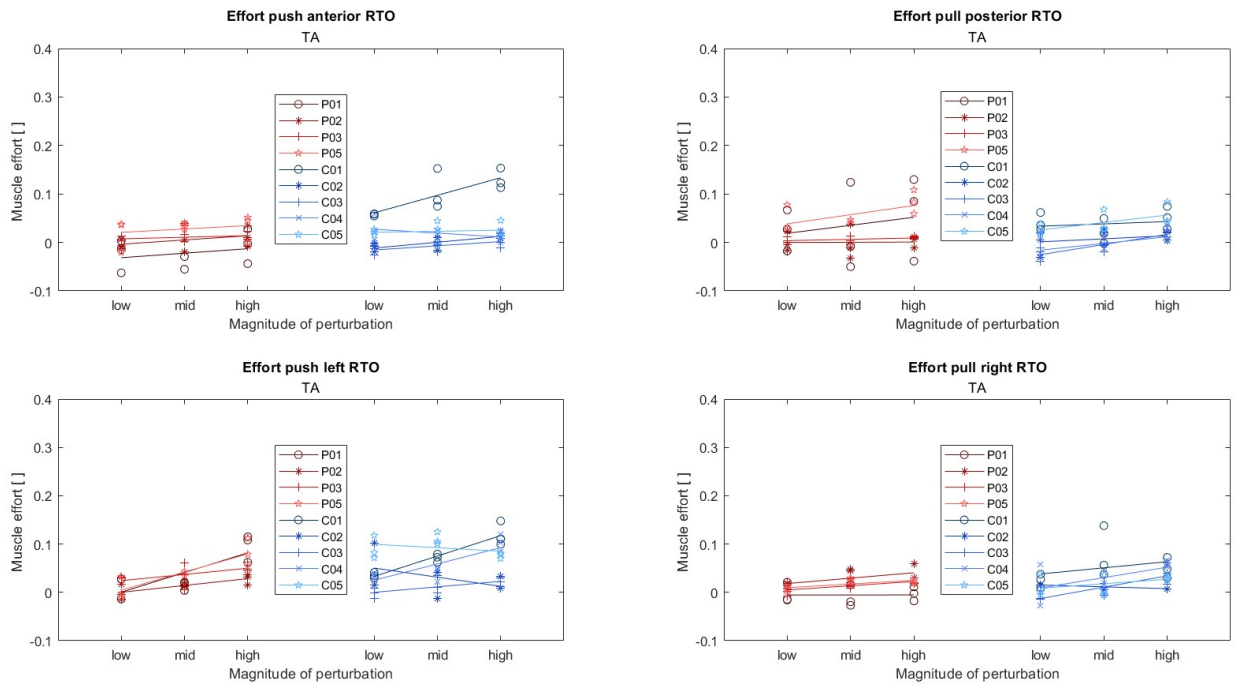 Effort push anterior RTO
TA
0.4
0.3
0.2
0.1
0
-0.1
Muscle effort [ ]
P01
P02
P03
P05
C01
C02
C03
C04
C05
low mid high low mid high
Magnitude of perturbation
Effort pull posterior RTO
TA
0.4
0.3
0.2
0.1
0
-0.1
Muscle effort [ ]
P01
P02
P03
P05
C01
C02
C03
C04
C05
low mid high low mid high
Magnitude of perturbation
Effort push left RTO
TA
0.4
0.3
0.2
0.1
0
-0.1
Muscle effort [ ]
P01
P02
P03
P05
C01
C02
C03
C04
C05
low mid high low mid high
Magnitude of perturbation
Effort pull right RTO
TA
0.4
0.3
0.2
0.1
0
-0.1
Muscle effort [ ]
P01
P02
P03
P05
C01
C02
C03
C04
C05
low mid high low mid high
Magnitude of perturbation